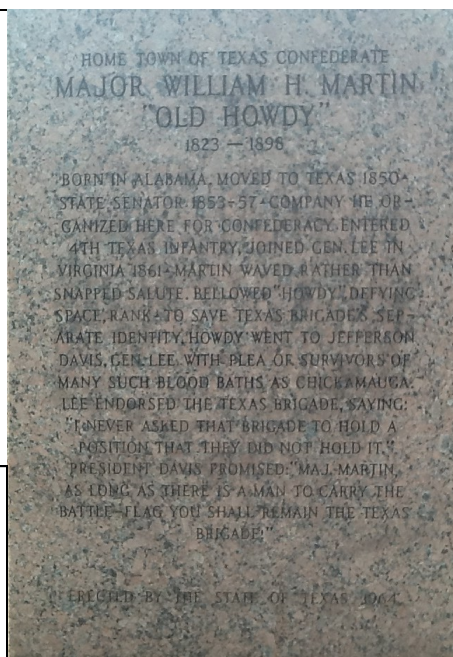 HOME TOWN OF TEXAS CONFEDERATE
MAJOR WILLIAM H. MARTIN
"OLD HOWDY"
1823 — 1898
BORN IN ALABAMA, MOVED TO TEXAS 1850.
STATE SENATOR 1853-57. COMPANY HE OR-
GANIZED HERE FOR CONFEDERACY ENTERED
4TH TEXAS INFANTRY, JOINED GEN. LEE IN
VIRGINIA 1861. MARTIN WAVED RATHER THAN
SNAPPED SALUTE. BELLOWED "HOWDY", DEFYING
SPACE, RANK. TO SAVE TEXAS BRIGADE'S SEP-
ARATE IDENTITY, HOWDY WENT TO JEFFERSON
DAVIS, GEN. LEE WITH PLEA OF SURVIVORS OF
MANY SUCH BLOOD BATHS AS CHICKAMAUGA.
LEE ENDORSED THE TEXAS BRIGADE, SAYING:
"I NEVER ASKED THAT BRIGADE TO HOLD A
POSITION THAT THEY DID NOT HOLD IT."
PRESIDENT DAVIS PROMISED: "MAJ. MARTIN,
AS LONG AS THERE IS A MAN TO CARRY THE
BATTLE FLAG YOU SHALL REMAIN THE TEXAS
BRIGADE!"
ERECTED BY THE STATE OF TEXAS 1964